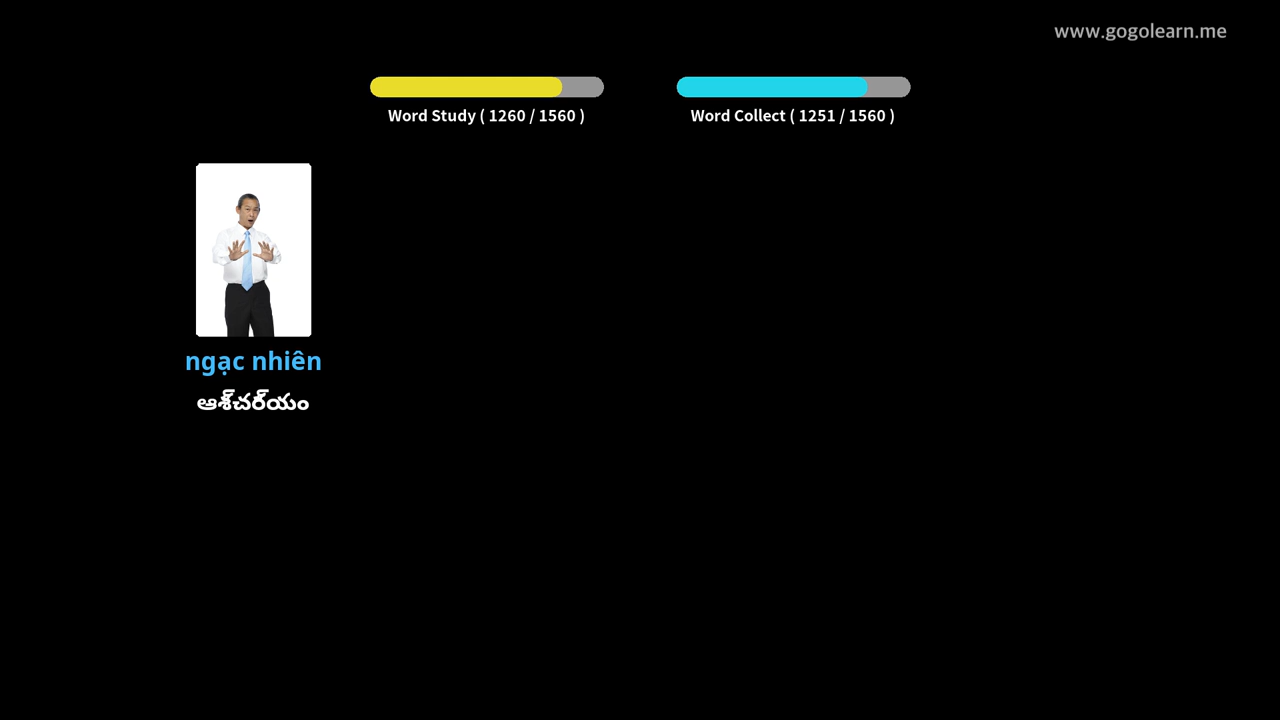 www.gogolearn.me
Word Study ( 1260 / 1560 )
Word Collect ( 1251 / 1560 )
ngạc nhiên
ఆశ్చర్యం